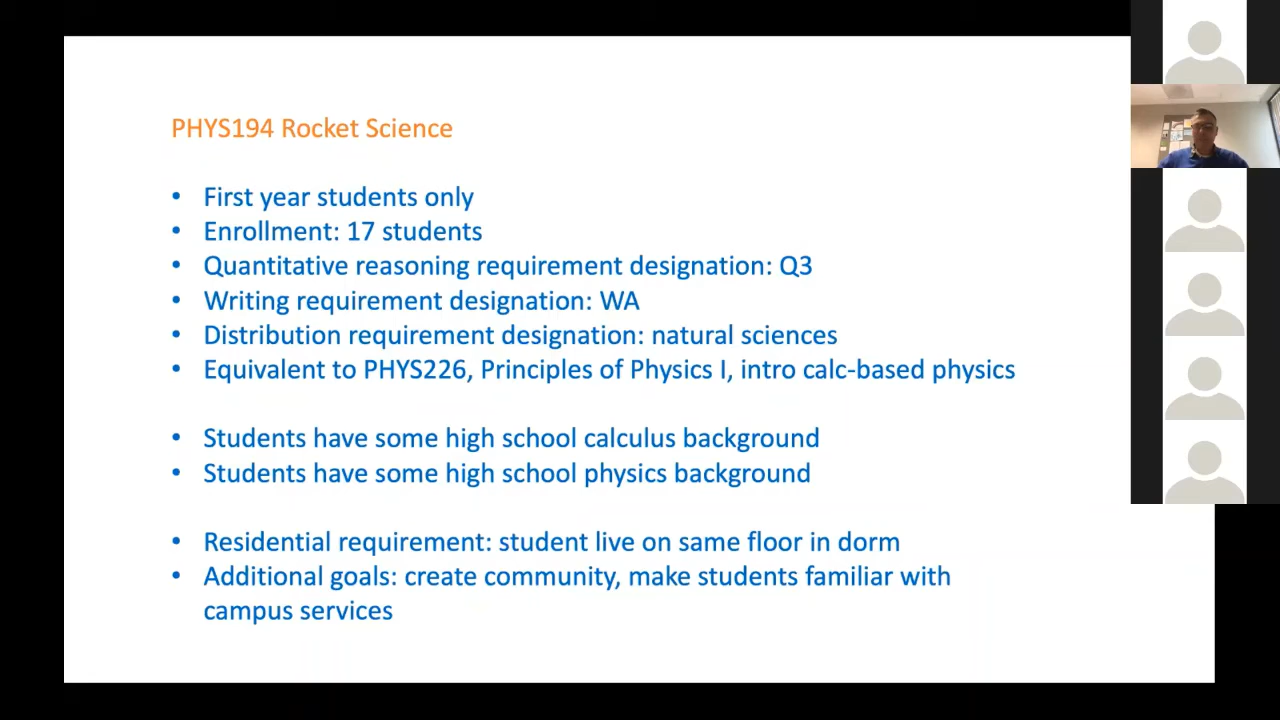 PHYS194 Rocket Science
• First year students only
• Enrollment: 17 students
• Quantitative reasoning requirement designation: Q3
• Writing requirement designation: WA
• Distribution requirement designation: natural sciences
• Equivalent to PHYS226, Principles of Physics I, intro calc-based physics
• Students have some high school calculus background
• Students have some high school physics background
• Residential requirement: student live on same floor in dorm
• Additional goals: create community, make students familiar with
campus services